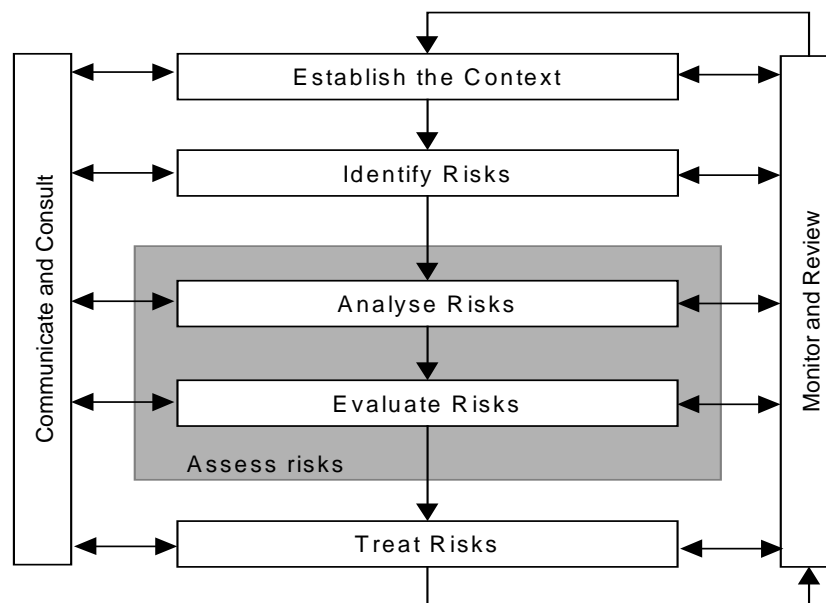 Establish the Context
Identify Risks
Analyse Risks
Evaluate Risks
Assess risks
Treat Risks
Communicate and Consult
Monitor and Review